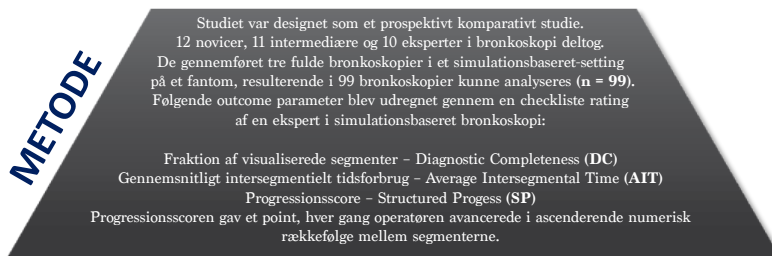 METODE
Studiet var designet som et prospektivt komparativt studie.
12 novicer, 11 intermediære og 10 eksperter i bronkoskopi deltog.
De gennemføret tre fulde bronkoskopier i et simulationsbaseret-setting
på et fantom, resulterende i 99 bronkoskopier kunne analyseres (n = 99).
Følgende outcome parameter blev udregnet gennem en checkliste rating
af en ekspert i simulationsbaseret bronkoskopi:
Fraktion af visualiserede segmenter – Diagnostic Completeness (DC)
Gennemsnitligt intersegmentielt tidsforbrug – Average Intersegmental Time (AIT)
Progressionsscore – Structured Progess (SP)
Progressionsscoren gav et point, hver gang operatøren avancerede i ascenderende numerisk
rækkefølge mellem segmenterne.